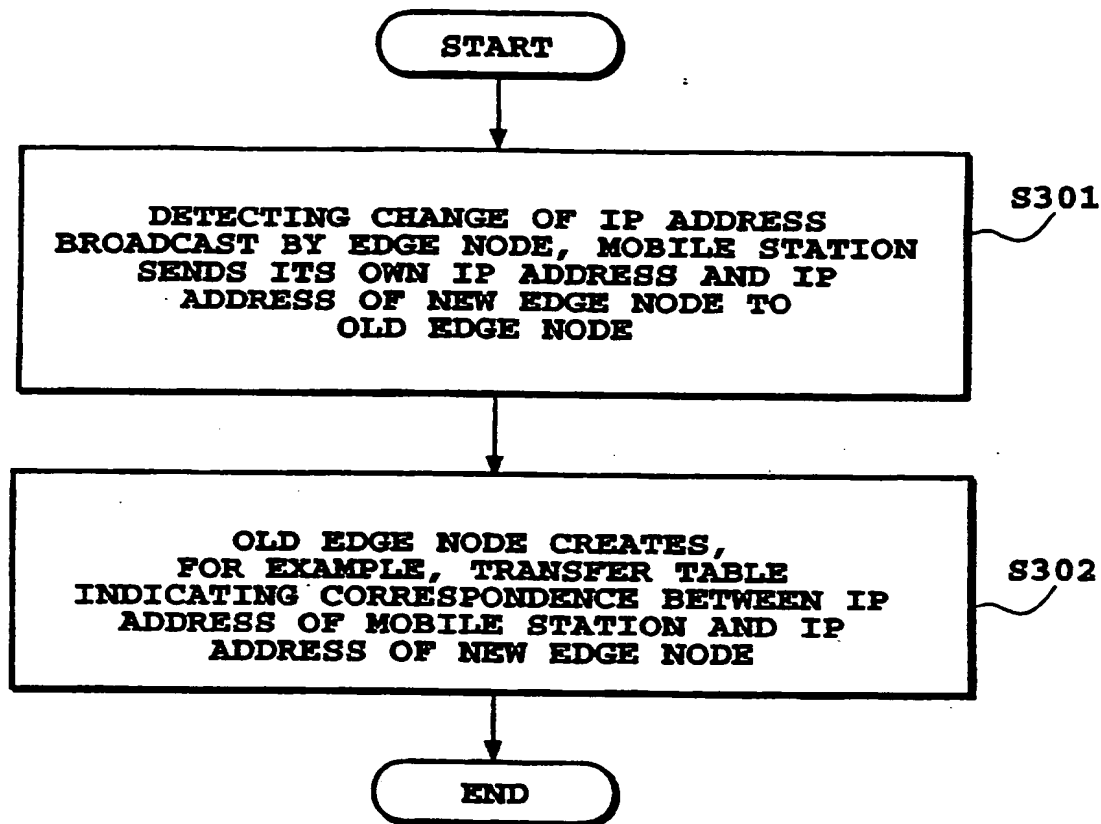 START
DETECTING CHANGE OF IP ADDRESS
BROADCAST BY EDGE NODE, MOBILE STATION
SENDS ITS OWN IP ADDRESS AND IP
ADDRESS OF NEW EDGE NODE TO
OLD EDGE NODE
S301
OLD EDGE NODE CREATES,
FOR EXAMPLE, TRANSFER TABLE
INDICATING CORRESPONDENCE BETWEEN IP
ADDRESS OF MOBILE STATION AND IP
ADDRESS OF NEW EDGE NODE
S302
END